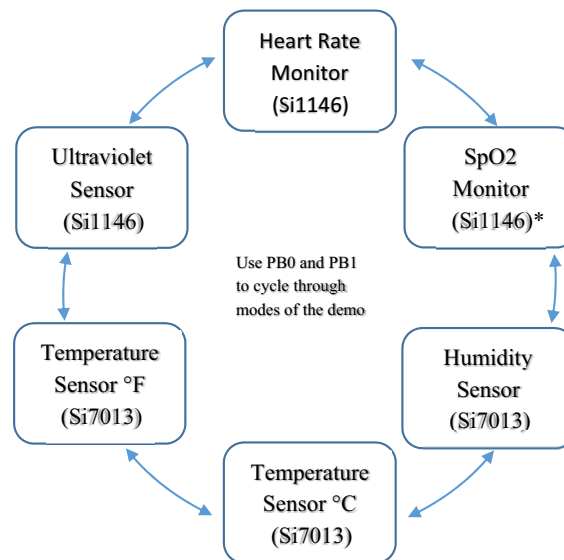 Heart Rate
Monitor
(Si1146)
Ultraviolet
Sensor
(Si1146)
SpO2
Monitor
(Si1146)*
Use PB0 and PB1
to cycle through
modes of the demo
Temperature
Sensor °F
(Si7013)
Humidity
Sensor
(Si7013)
Temperature
Sensor °C
(Si7013)